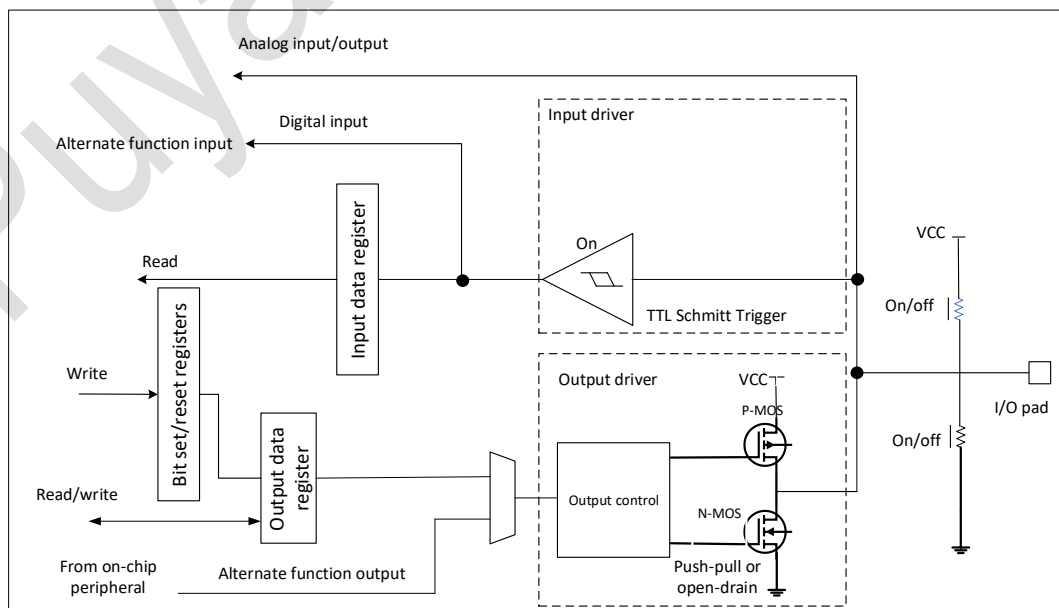 Puya
Analog input/output
Digital input
Alternate function input
Input driver
On
Read
Input data register
TTL Schmitt Trigger
VCC
On/off
Bit set/reset registers
Write
Output driver
VCC
P-MOS
I/O pad
On/off
Output data
register
Read/write
Output control
N-MOS
From on-chip
peripheral
Alternate function output
Push-pull or
open-drain